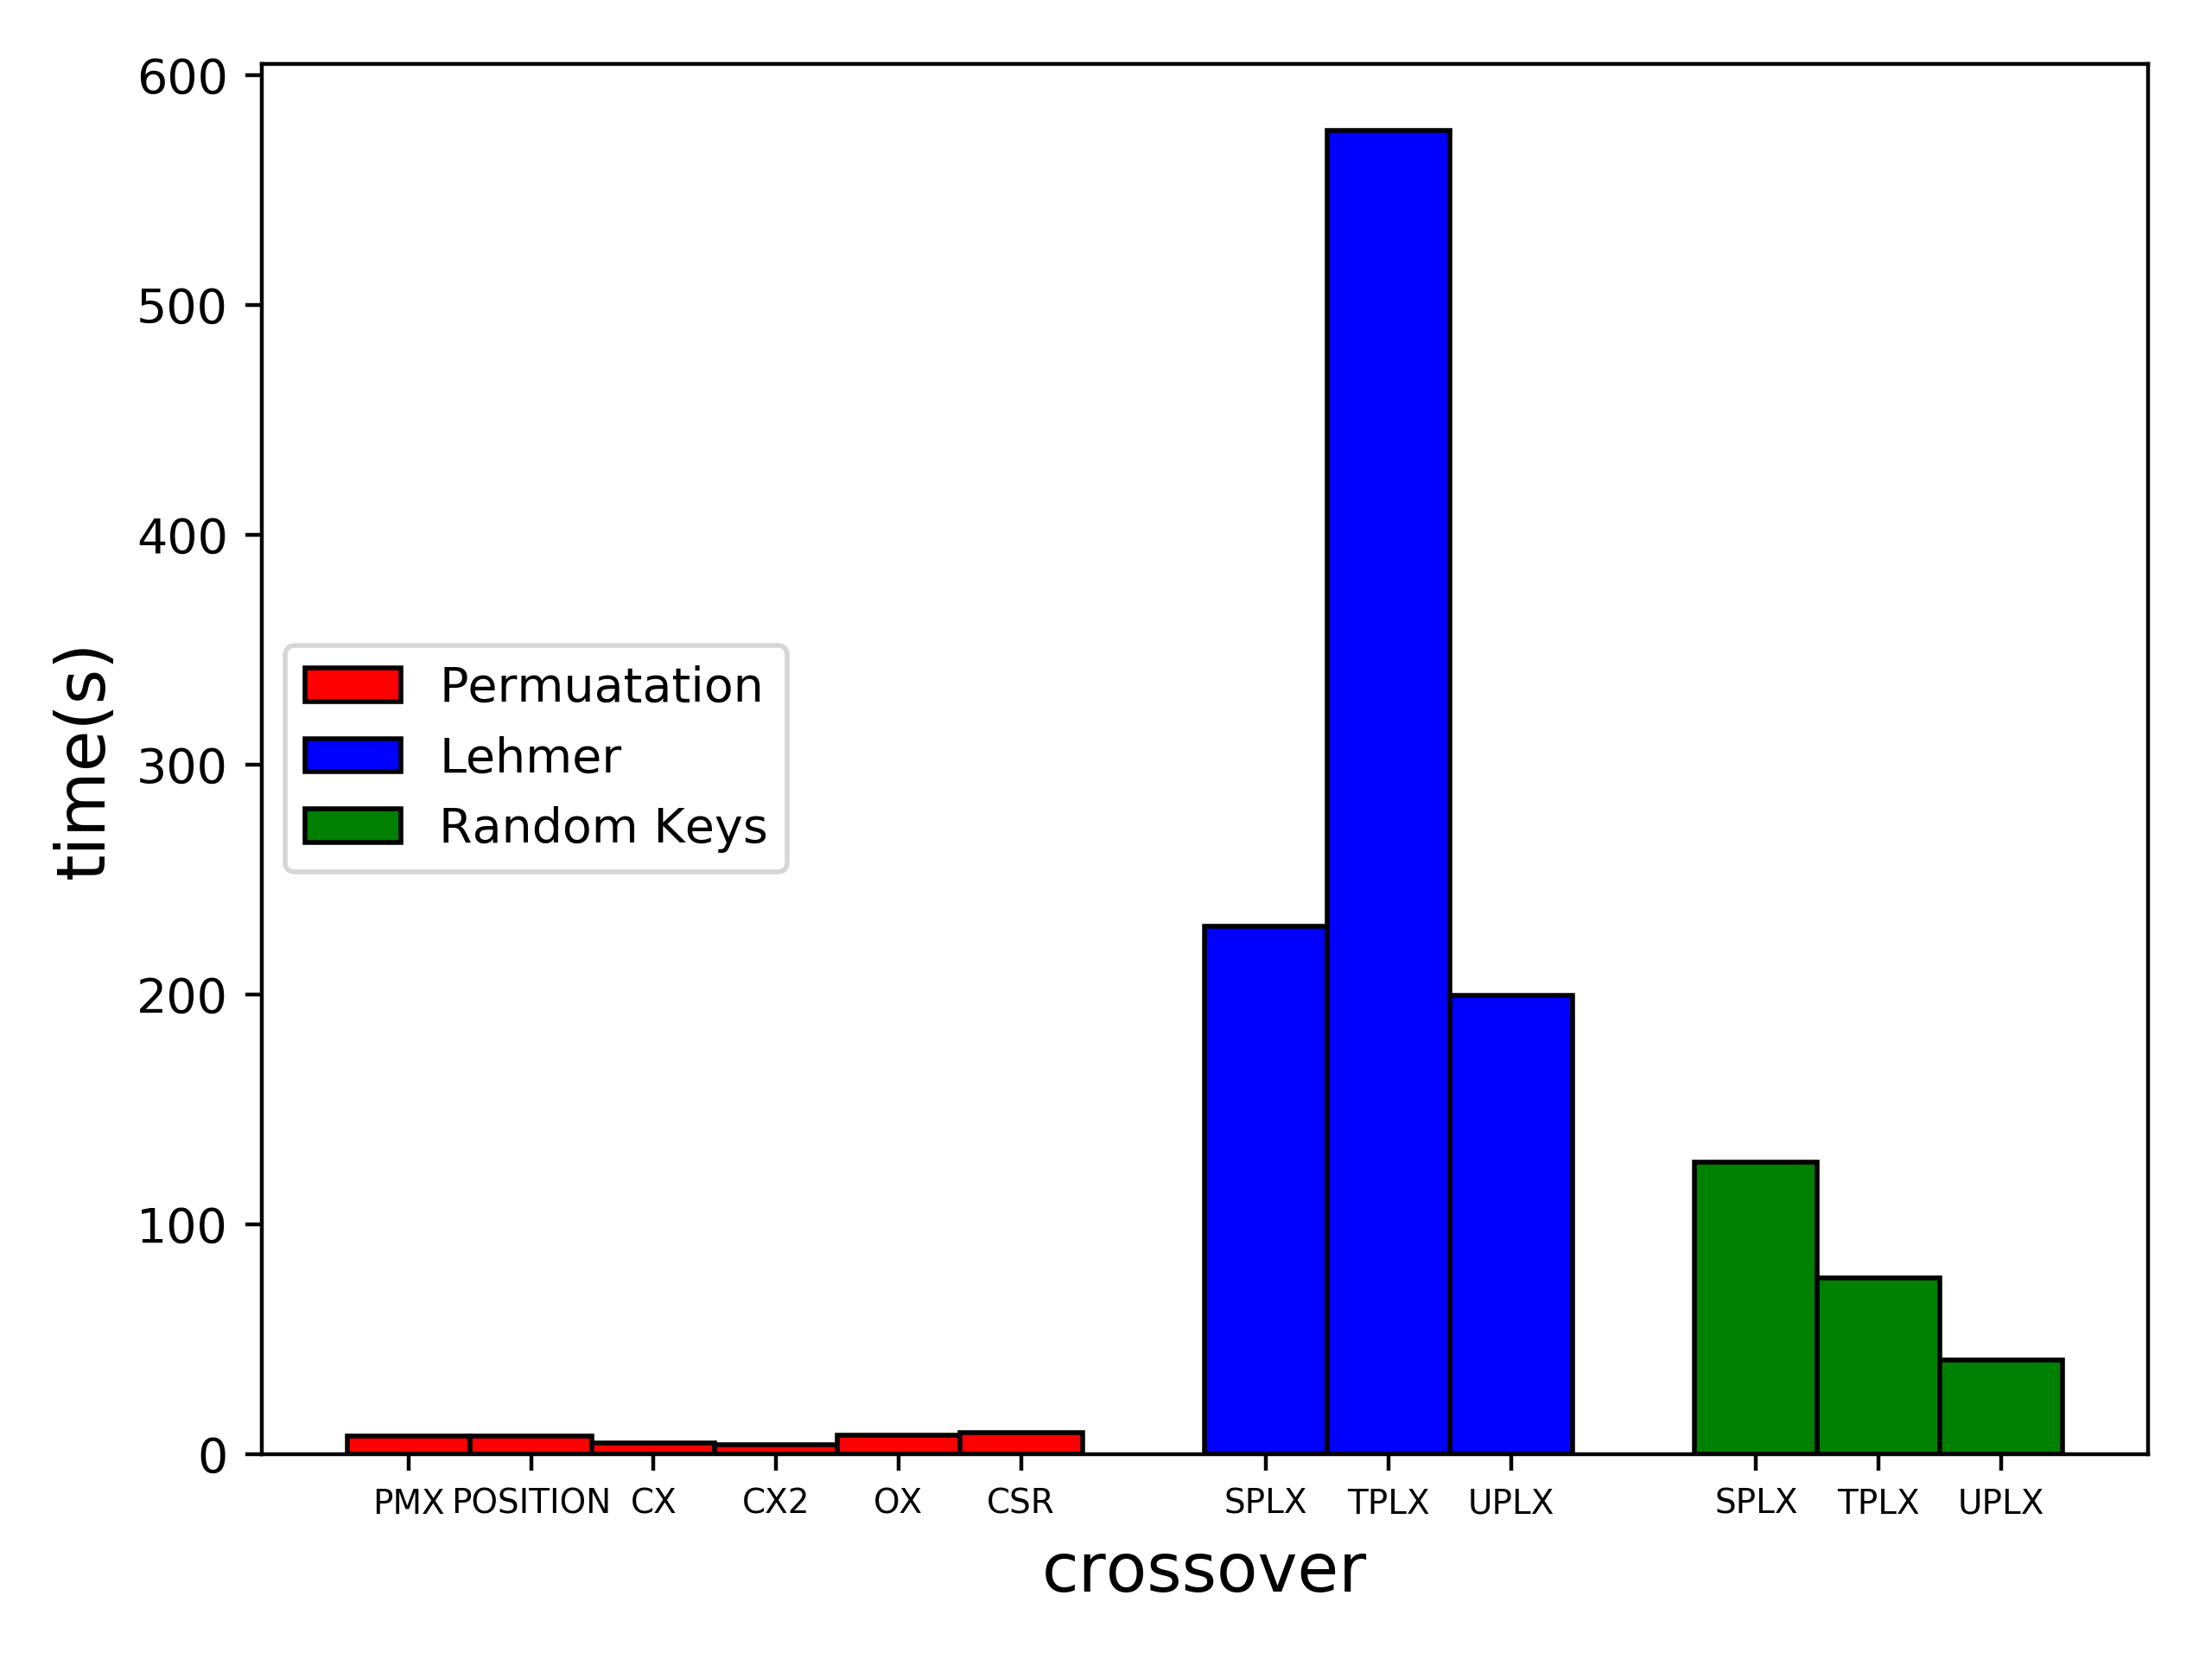 600
500
400
300
200
100
0
time(s)
Permuatation
Lehmer
Random Keys
PMX POSITION CX CX2 OX CSR SPLX TPLX UPLX SPLX TPLX UPLX
crossover